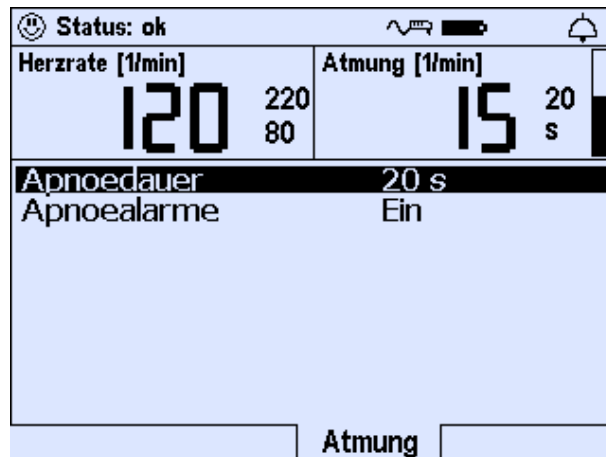 Status: ok
Herzrate [1/min] Atmung [1/min]
120 220 80 15 20 s
Apnoedauer 20 s
Apnoealarme Ein
Atmung